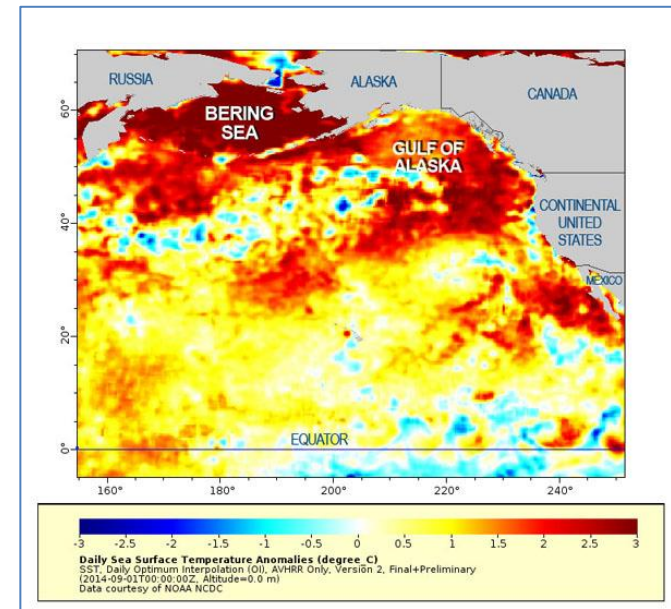 RUSSIA
ALASKA
CANADA
60°
BERING
SEA
GULF OF
ALASKA
CONTINENTAL
UNITED
STATES
40°
MEXICO
20°
EQUATOR
0°
160° 180° 200° 220° 240°
-3 -2.5 -2 -1.5 -1 -0.5 0 0.5 1 1.5 2 2.5 3
Daily Sea Surface Temperature Anomalies (degree_C)
SST, Daily Optimum Interpolation (OI), AVHRR Only, Version 2, Final+Preliminary
(2014-09-01T00:00:00Z, Altitude=0.0 m)
Data courtesy of NOAA NCDC